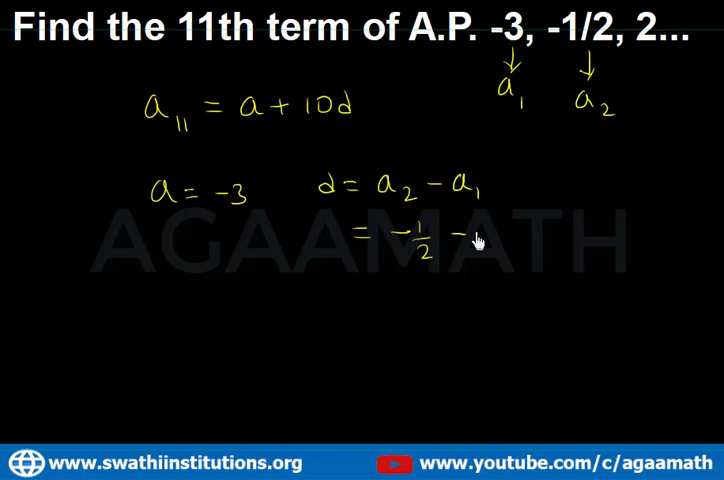 Find the 11th term of A.P. -3, -1/2, 2...
a₁ a₂
a₁₁ = a + 10d
a = -3 d = a₂ - a₁
= -1/2 -
AGAAMATH
www.swathiinstitutions.org www.youtube.com/c/agaamath